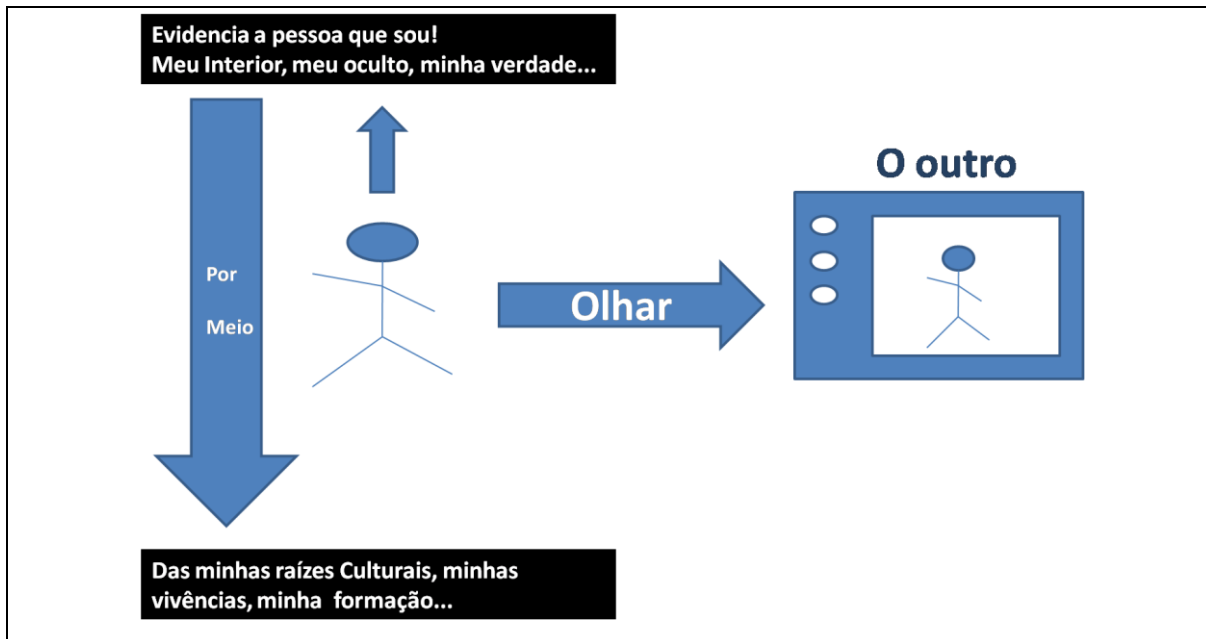 Evidencia a pessoa que sou!
Meu Interior, meu oculto, minha verdade...
O outro
Por
Meio
Olhar
Das minhas raízes Culturais, minhas
vivências, minha formação...